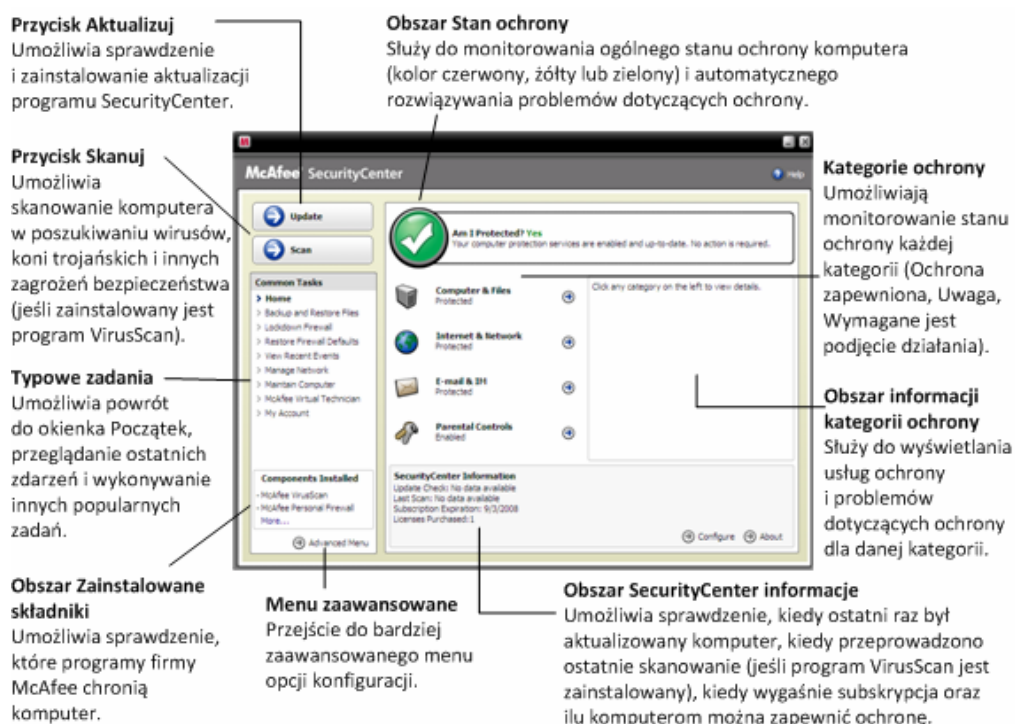 Przycisk Aktualizuj
Umożliwia sprawdzenie
i zainstalowanie aktualizacji
programu SecurityCenter.
Obszar Stan ochrony
Służy do monitorowania ogólnego stanu ochrony komputera
(kolor czerwony, żółty lub zielony) i automatycznego
rozwiązywania problemów dotyczących ochrony.
Przycisk Skanuj
Umożliwia
skanowanie komputera
w poszukiwaniu wirusów,
koni trojańskich i innych
zagrożeń bezpieczeństwa
(jeśli zainstalowany jest
program VirusScan).
Typowe zadania
Umożliwia powrót
do okienka Początek,
przeglądanie ostatnich
zdarzeń i wykonywanie
innych popularnych
zadań.
Obszar Zainstalowane
składniki
Umożliwia sprawdzenie,
które programy firmy
McAfee chronią
komputer.
McAfee SecurityCenter
Help
Update
Scan
Common Tasks
Home
Backup and Restore Files
Lockdown Firewall
Restore Firewall Defaults
View Recent Events
Manage Network
Maintain Computer
McAfee Virtual Technician
My Account
Components Installed
- McAfee VirusScan
- McAfee Personal Firewall
More...
Advanced Menu
Am I Protected? Yes
Your computer protection services are enabled and up-to-date. No action is required.
Computer & Files
Protected
Internet & Network
Protected
E-mail & IM
Protected
Parental Controls
Enabled
Click any category on the left to view details.
SecurityCenter Information
Update Check: No data available
Last Scan: No data available
Subscription Expiration: 9/3/2008
Licenses Purchased: 1
Configure
About
Kategorie ochrony
Umożliwiają
monitorowanie stanu
ochrony każdej
kategorii (Ochrona
zapewniona, Uwaga,
Wymagane jest
podjęcie działania).
Obszar informacji
kategorii ochrony
Służy do wyświetlania
usług ochrony
i problemów
dotyczących ochrony
dla danej kategorii.
Menu zaawansowane
Przejście do bardziej
zaawansowanego menu
opcji konfiguracji.
Obszar SecurityCenter informacje
Umożliwia sprawdzenie, kiedy ostatni raz był
aktualizowany komputer, kiedy przeprowadzono
ostatnie skanowanie (jeśli program VirusScan jest
zainstalowany), kiedy wygaśnie subskrypcja oraz
ilu komputerom można zapewnić ochronę.